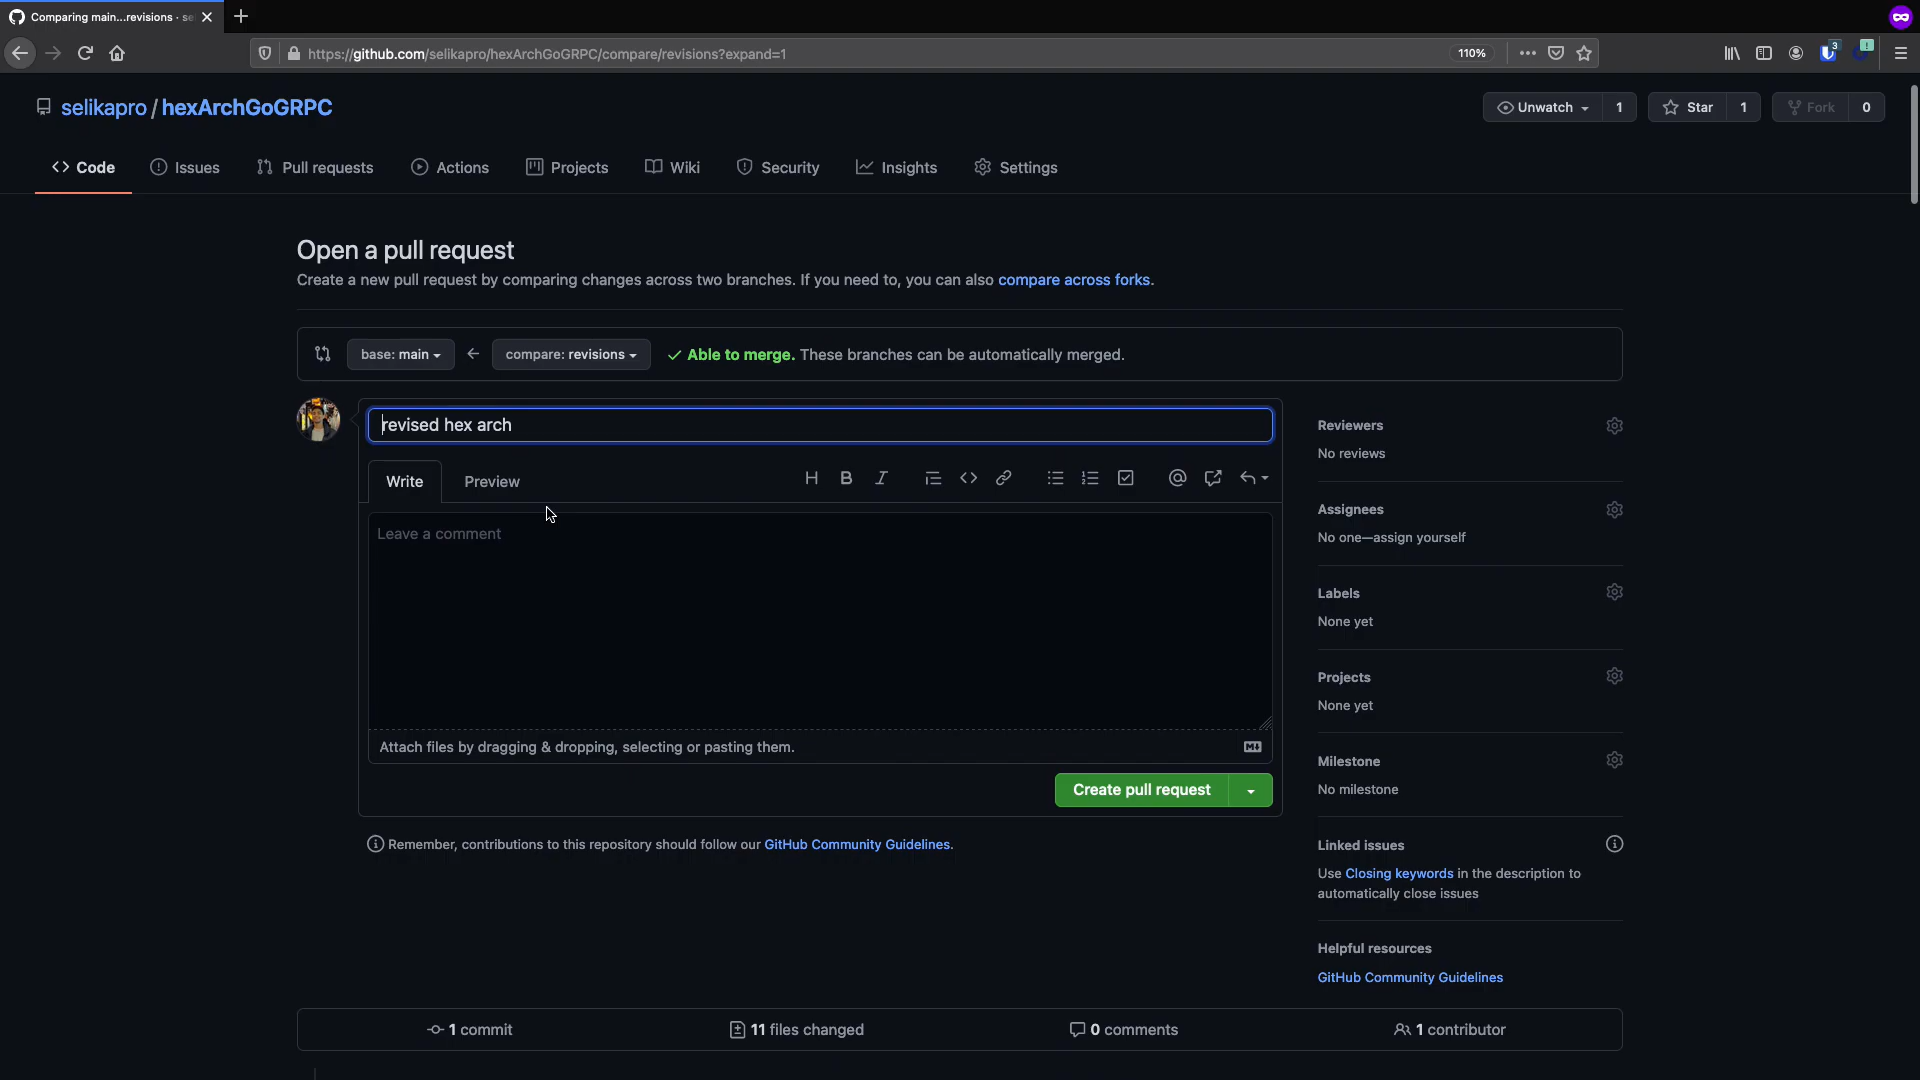 Comparing main...revisions · se
https://github.com/selikapro/hexArchGoGRPC/compare/revisions?expand=1
110%
3
!
selikapro / hexArchGoGRPC
Unwatch 1
Star 1
Fork 0
Code
Issues
Pull requests
Actions
Projects
Wiki
Security
Insights
Settings
Open a pull request
Create a new pull request by comparing changes across two branches. If you need to, you can also compare across forks.
base: main
compare: revisions
Able to merge. These branches can be automatically merged.
revised hex arch
Write
Preview
H B I
Leave a comment
Attach files by dragging & dropping, selecting or pasting them.
Create pull request
Remember, contributions to this repository should follow our GitHub Community Guidelines.
Reviewers
No reviews
Assignees
No one—assign yourself
Labels
None yet
Projects
None yet
Milestone
No milestone
Linked issues
Use Closing keywords in the description to
automatically close issues
Helpful resources
GitHub Community Guidelines
1 commit
11 files changed
0 comments
1 contributor